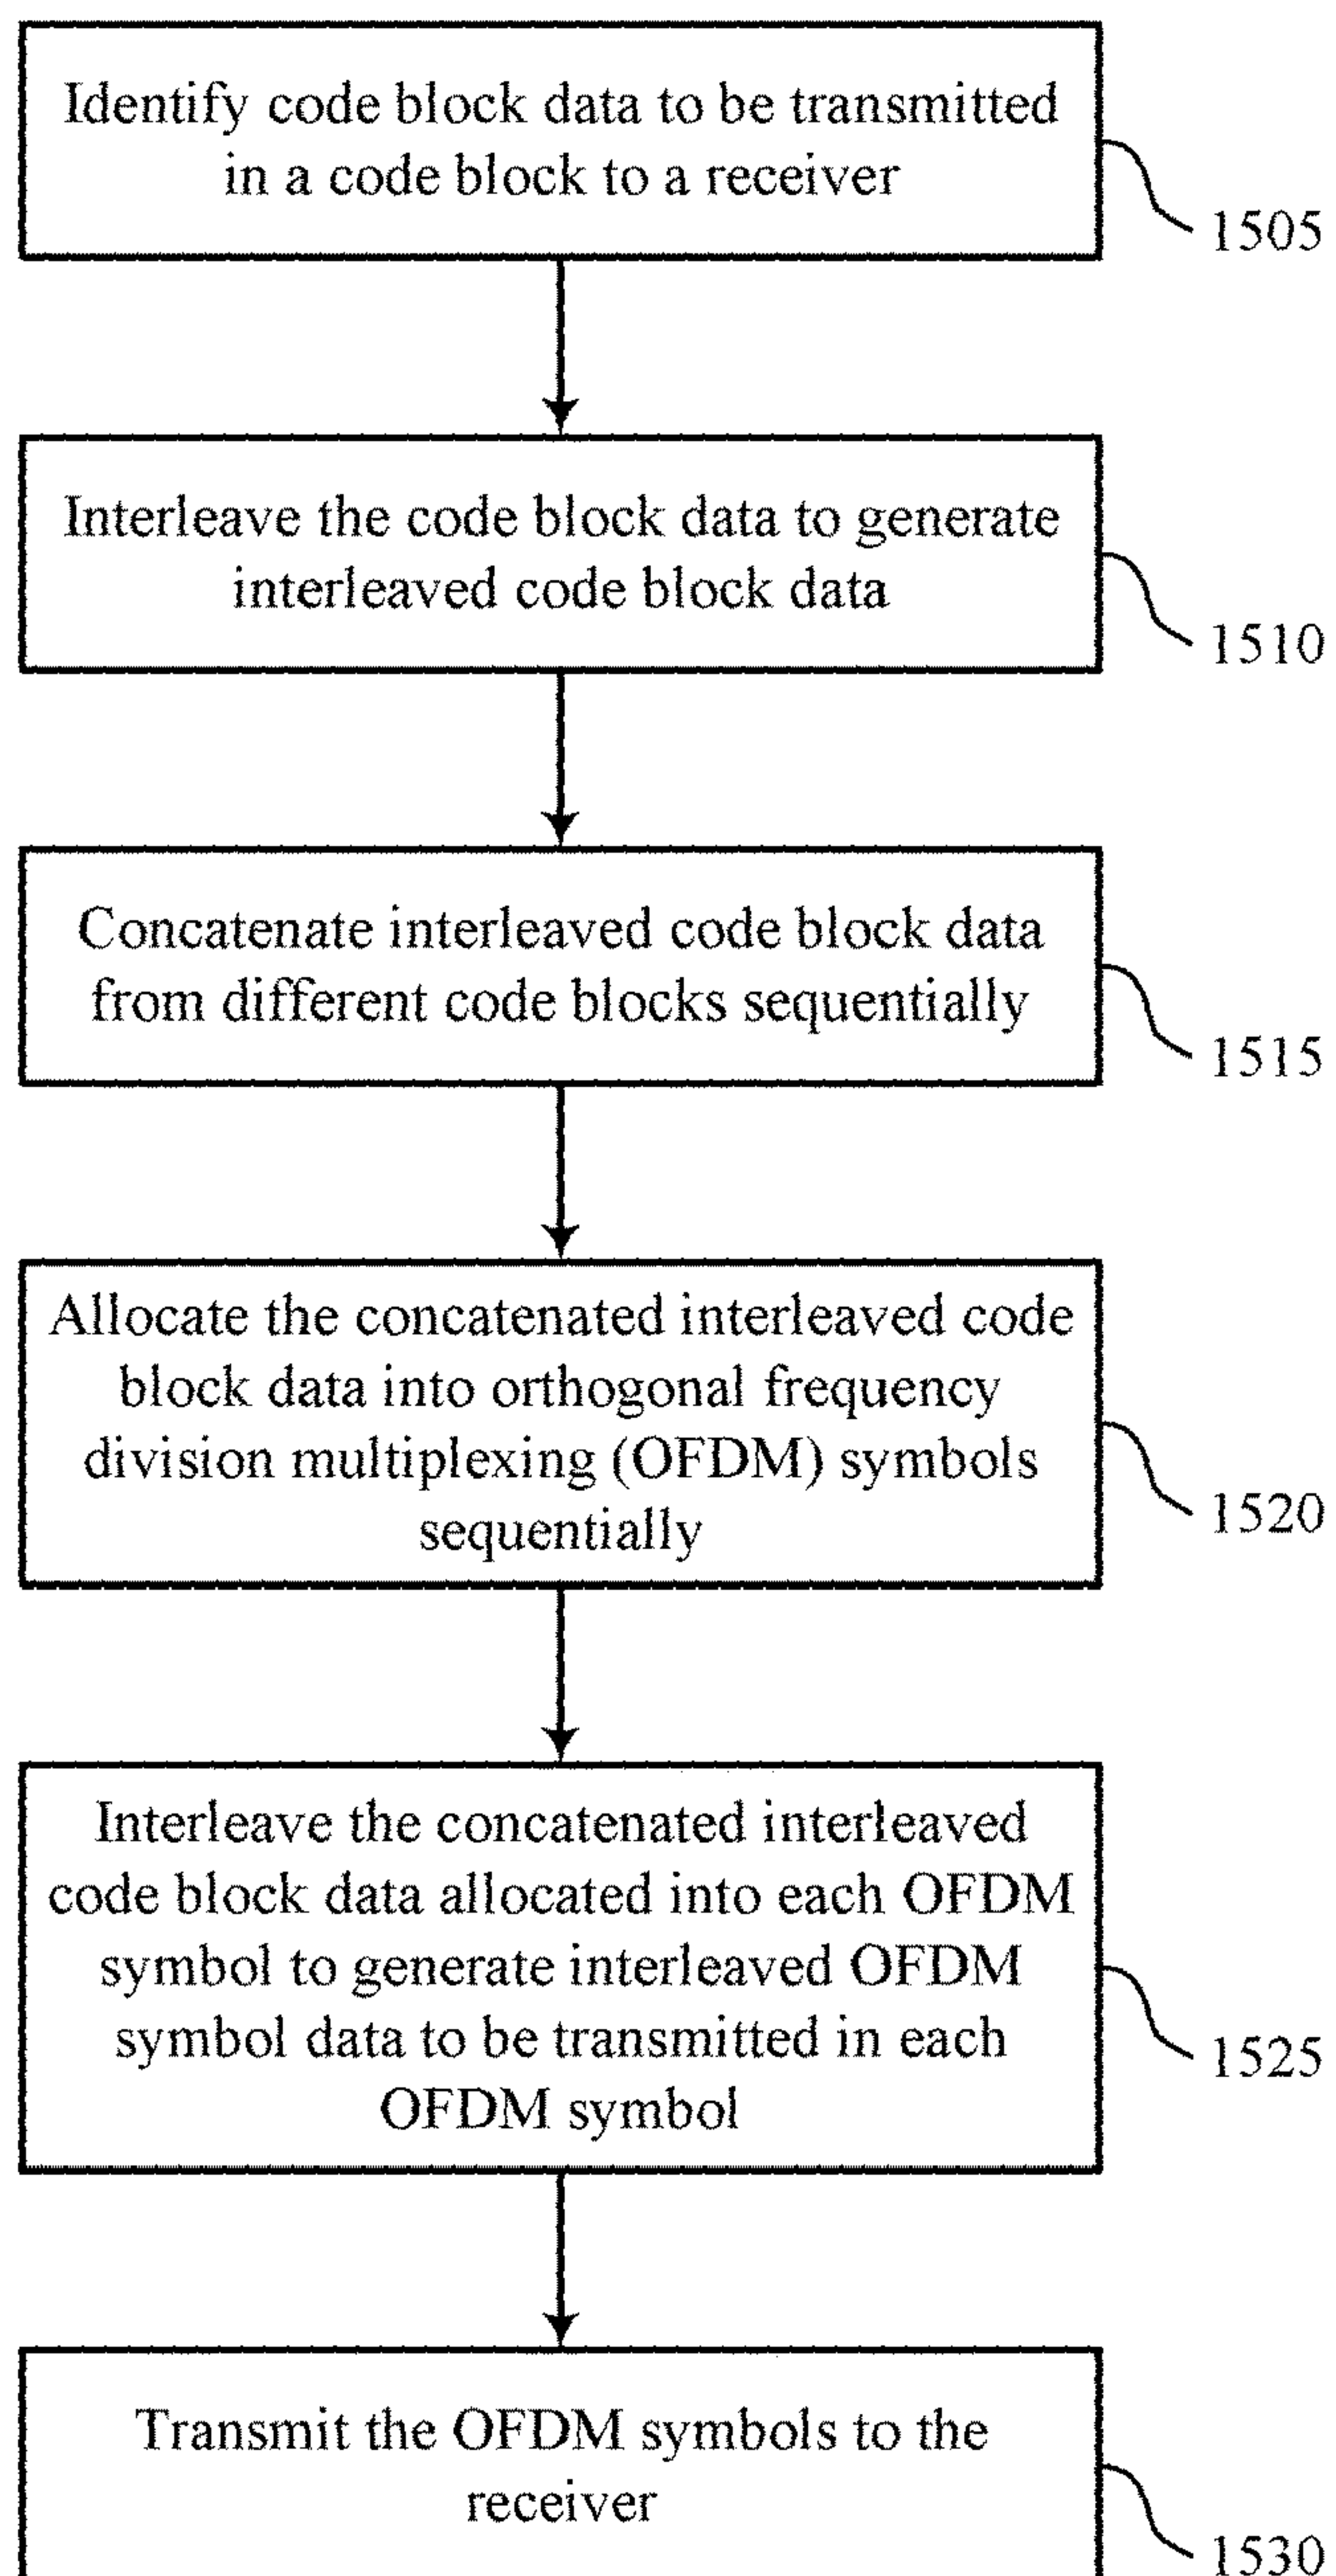 Identify code block data to be transmitted
in a code block to a receiver
1505
Interleave the code block data to generate
interleaved code block data
1510
Concatenate interleaved code block data
from different code blocks sequentially
1515
Allocate the concatenated interleaved code
block data into orthogonal frequency
division multiplexing (OFDM) symbols
sequentially
1520
Interleave the concatenated interleaved
code block data allocated into each OFDM
symbol to generate interleaved OFDM
symbol data to be transmitted in each
OFDM symbol
1525
Transmit the OFDM symbols to the
receiver
1530